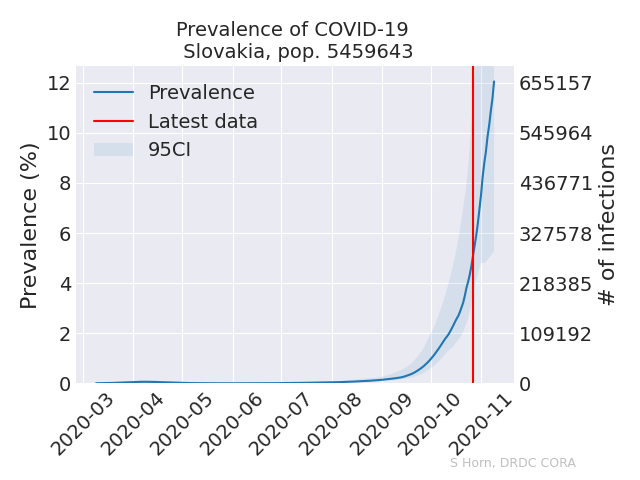 Prevalence of COVID-19
Slovakia, pop. 5459643
Prevalence (%)
12
10
8
6
4
2
0
Prevalence
Latest data
95CI
655157
545964
436771
327578
218385
109192
0
# of infections
2020-03
2020-04
2020-05
2020-06
2020-07
2020-08
2020-09
2020-10
2020-11
S Horn, DRDC CORA